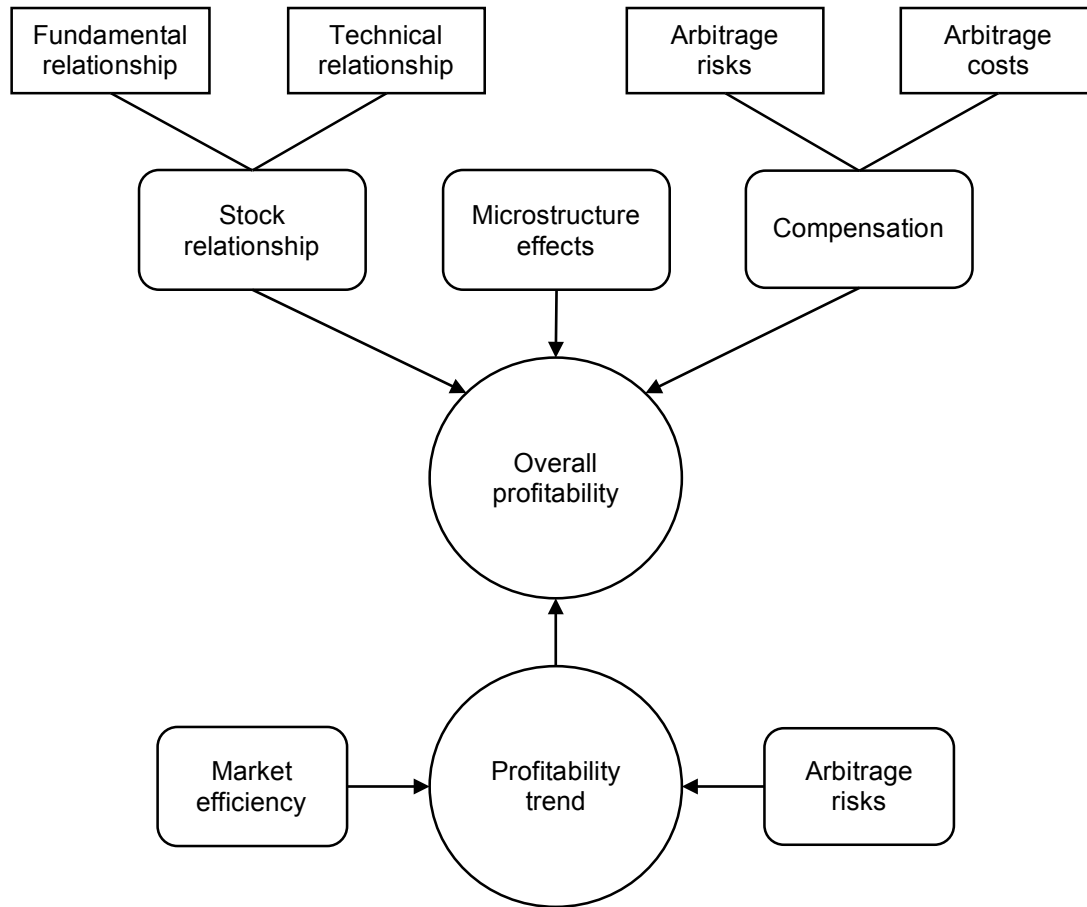 Fundamental
relationship
Technical
relationship
Arbitrage
risks
Arbitrage
costs
Stock
relationship
Microstructure
effects
Compensation
Overall
profitability
Market
efficiency
Profitability
trend
Arbitrage
risks